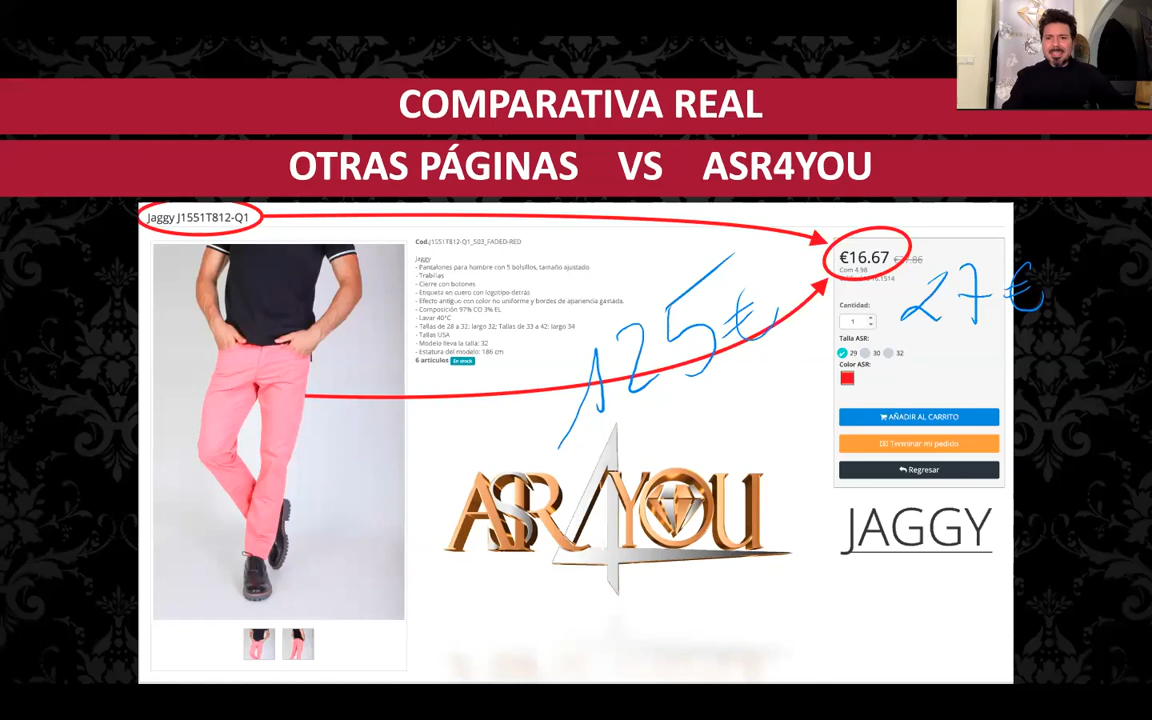 COMPARATIVA REAL
OTRAS PÁGINAS VS ASR4YOU
Jaggy J1551T812-Q1
Cod.J1551T812-Q1_503_FADED-RED
Jaggy
- Pantalones para hombre con 5 bolsillos, tamaño ajustado
- Trabillas
- Cierre con botones
- Etiqueta en cuero con logotipo detrás
- Efecto antiguo con color no uniforme y bordes de apariencia gastada.
- Composición 97% CO 3% EL
- Lavar 40°C
- Tallas de 28 a 32: largo 32; Tallas de 33 a 42: largo 34
- Tallas USA
- Modelo lleva la talla: 32
- Estatura del modelo: 186 cm
6 artículos En stock
125€
€16.67
Com 4.98
27€
Cantidad:
1
Talla ASR:
29 30 32
Color ASR:
AÑADIR AL CARRITO
Terminar mi pedido
Regresar
ASR4YOU
JAGGY